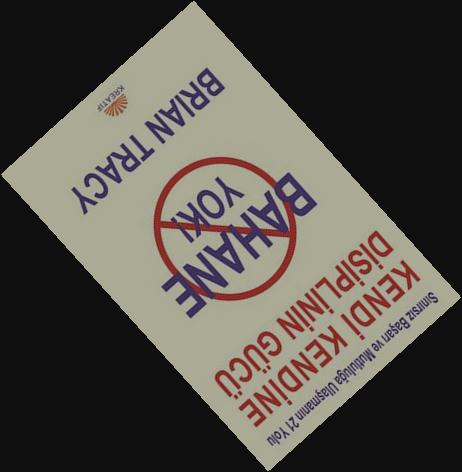 Sınırsız Başarı ve Mutluluğa Ulaşmanın 21 Yolu
KENDİ KENDİNE
DİSİPLİNİN GÜCÜ
BAHANE
YOK!
BRIAN TRACY
KREATİF